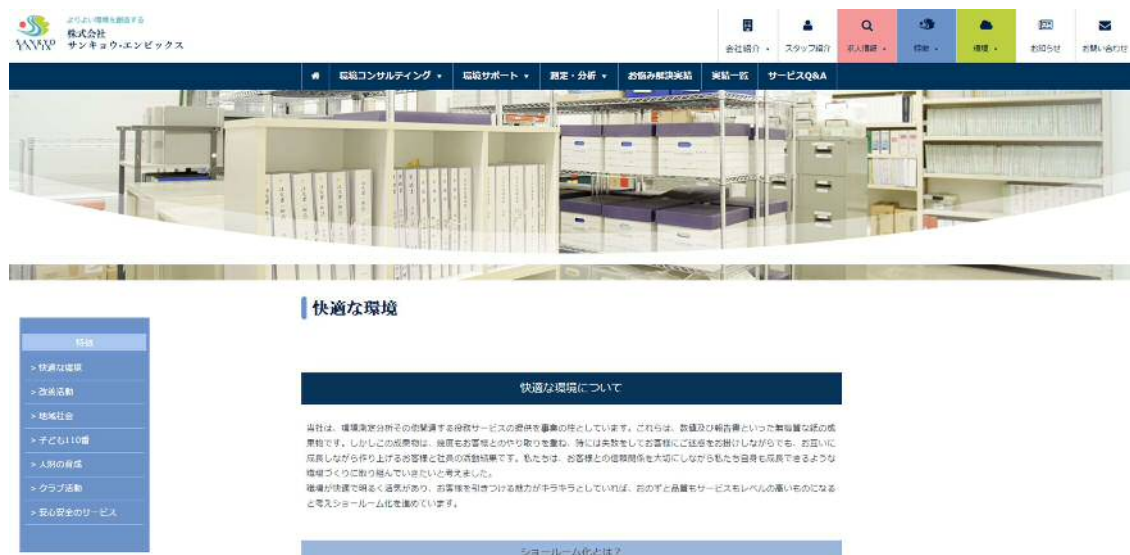 よりよい環境を創造する
株式会社
サンキョウ・エンビックス
SANKYO
会社紹介
スタッフ紹介
求人情報
特徴
環境
お知らせ
お問い合わせ
環境コンサルティング
環境サポート
測定・分析
お悩み解決実績
実績一覧
サービスQ&A
快適な環境
特徴
> 快適な環境
> 改善活動
> 地域社会
> 子ども110番
> 人財の育成
> クラブ活動
> 安心安全のサービス
快適な環境について
当社は、環境測定分析その他関連する役務サービスの提供を事業の柱としています。これらは、数値及び報告書といった無機質な紙の成
果物です。しかしこの成果物は、幾度もお客様とのやり取りを重ね、時には失敗をしてお客様にご迷惑をお掛けしながらでも、お互いに
成長しながら作り上げるお客様と社員の活動結果です。私たちは、お客様との信頼関係を大切にしながら私たち自身も成長できるような
職場づくりに取り組んでいきたいと考えました。
職場が快適で明るく活気があり、お客様を引きつける魅力がキラキラとしていれば、おのずと品質もサービスもレベルの高いものになる
と考えショールーム化を進めています。
ショールーム化とは？